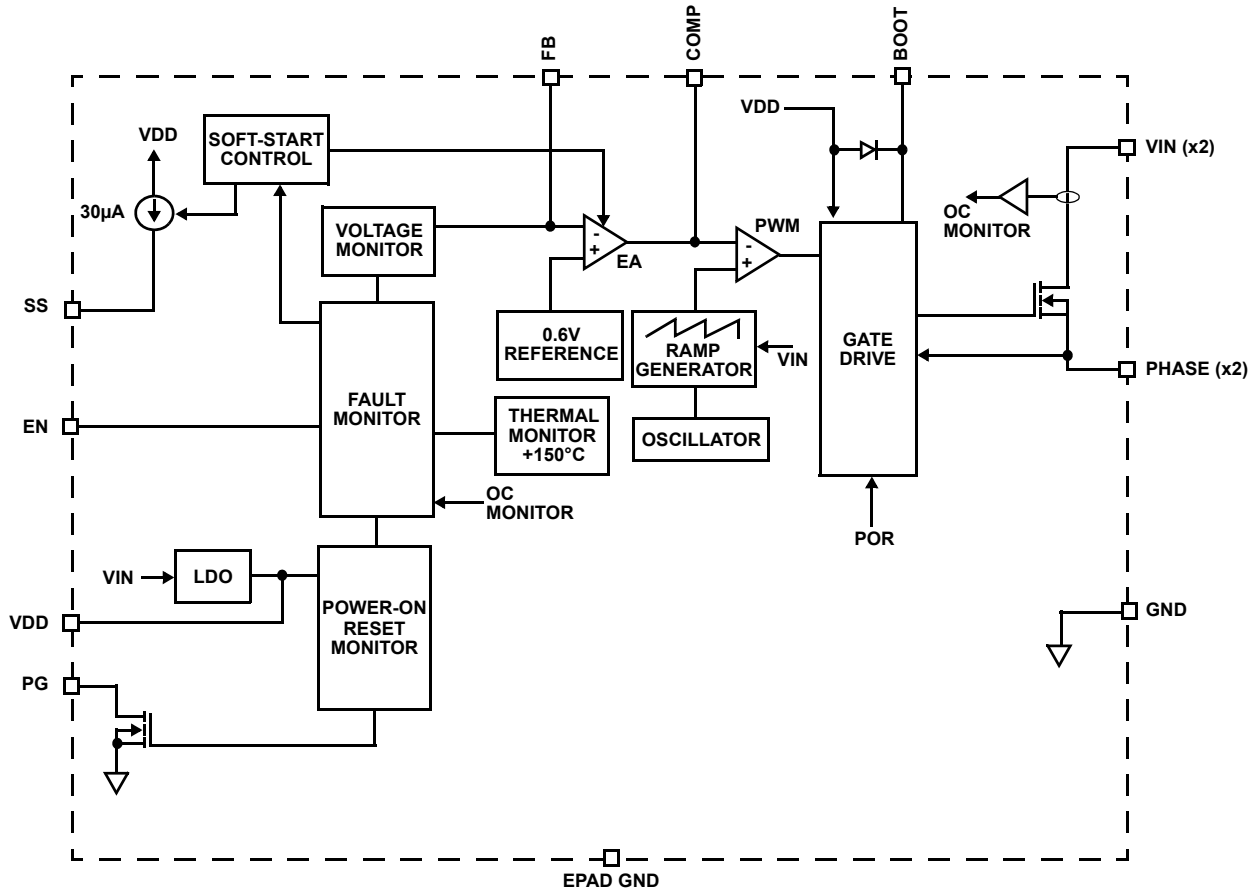 FB
COMP
BOOT
VDD
SOFT-START
CONTROL
VDD
30µA
VIN (x2)
OC
MONITOR
VOLTAGE
MONITOR
-
+
EA
-
+
PWM
SS
0.6V
REFERENCE
RAMP
GENERATOR
VIN
GATE
DRIVE
PHASE (x2)
FAULT
MONITOR
EN
THERMAL
MONITOR
+150°C
OSCILLATOR
OC
MONITOR
POR
VIN
LDO
POWER-ON
RESET
MONITOR
VDD
GND
PG
EPAD GND